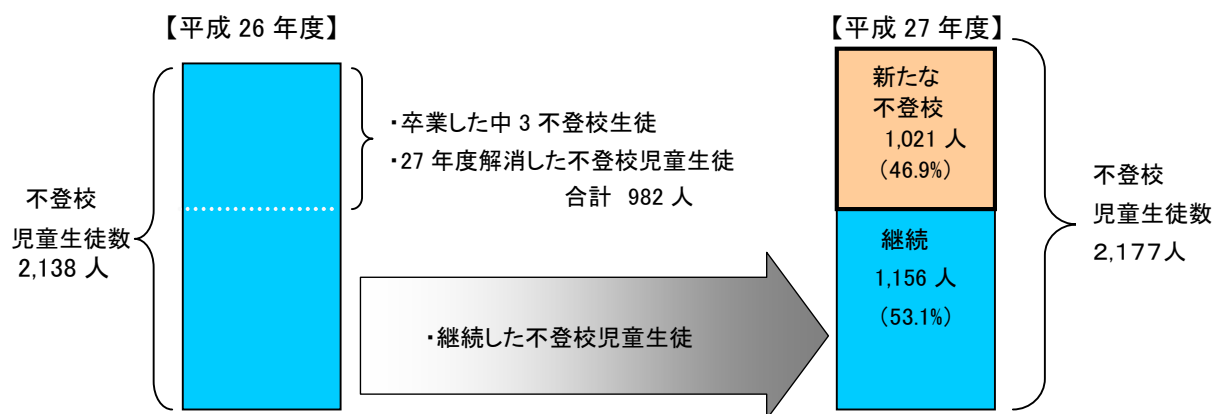 【平成 26 年度】
不登校
児童生徒数
2,138 人
・卒業した中 3 不登校生徒
・27 年度解消した不登校児童生徒
合計 982 人
・継続した不登校児童生徒
【平成 27 年度】
新たな
不登校
1,021 人
(46.9%)
継続
1,156 人
(53.1%)
不登校
児童生徒数
2,177人